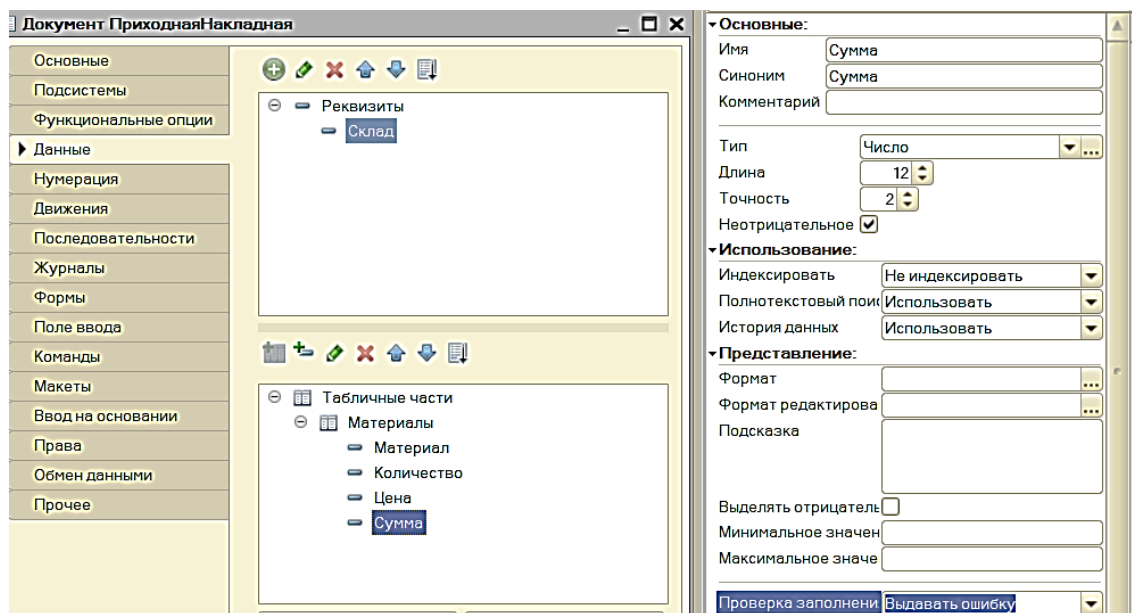 Документ ПриходнаяНакладная
Основные
Подсистемы
Функциональные опции
Данные
Нумерация
Движения
Последовательности
Журналы
Формы
Поле ввода
Команды
Макеты
Ввод на основании
Права
Обмен данными
Прочее
Реквизиты
Склад
Табличные части
Материалы
Материал
Количество
Цена
Сумма
Основные:
Имя Сумма
Синоним Сумма
Комментарий
Тип Число ...
Длина 12
Точность 2
Неотрицательное
Использование:
Индексировать Не индексировать
Полнотекстовый поис Использовать
История данных Использовать
Представление:
Формат ...
Формат редактирова ...
Подсказка
Выделять отрицатель
Минимальное значен
Максимальное значе
Проверка заполнени Выдавать ошибку